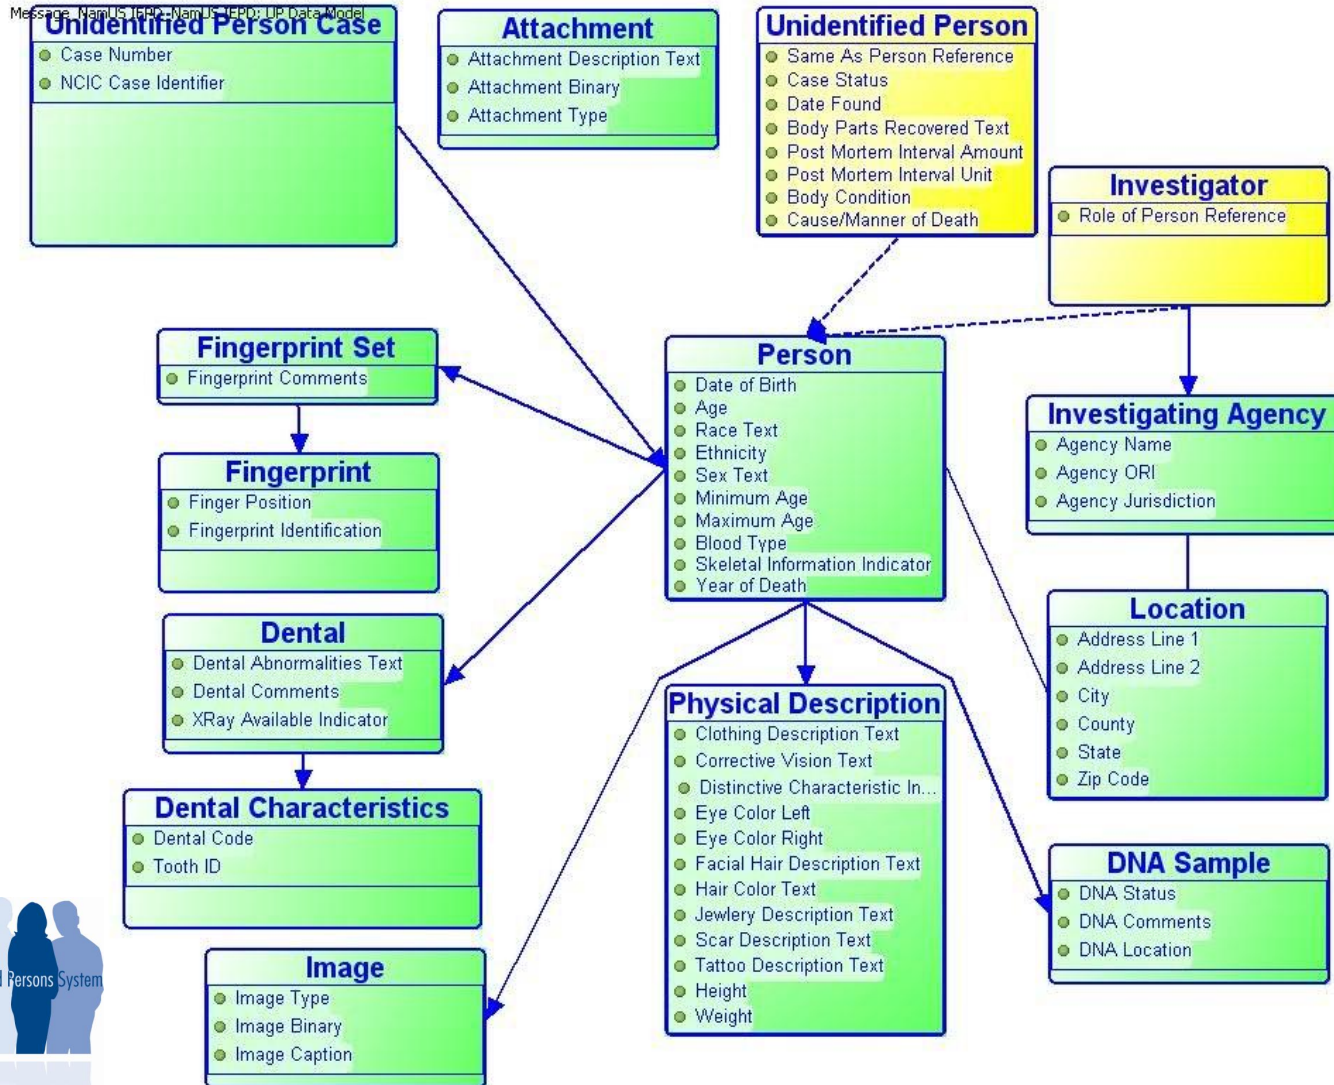 Message NamUS IEPD-NamUS IEPD: UP Data Model
Unidentified Person Case
Case Number
NCIC Case Identifier
Attachment
Attachment Description Text
Attachment Binary
Attachment Type
Unidentified Person
Same As Person Reference
Case Status
Date Found
Body Parts Recovered Text
Post Mortem Interval Amount
Post Mortem Interval Unit
Body Condition
Cause/Manner of Death
Investigator
Role of Person Reference
Fingerprint Set
Fingerprint Comments
Person
Date of Birth
Age
Race Text
Ethnicity
Sex Text
Minimum Age
Maximum Age
Blood Type
Skeletal Information Indicator
Year of Death
Investigating Agency
Agency Name
Agency ORI
Agency Jurisdiction
Fingerprint
Finger Position
Fingerprint Identification
Dental
Dental Abnormalities Text
Dental Comments
XRay Available Indicator
Location
Address Line 1
Address Line 2
City
County
State
Zip Code
Physical Description
Clothing Description Text
Corrective Vision Text
Distinctive Characteristic In...
Eye Color Left
Eye Color Right
Facial Hair Description Text
Hair Color Text
Jewlery Description Text
Scar Description Text
Tattoo Description Text
Height
Weight
Dental Characteristics
Dental Code
Tooth ID
DNA Sample
DNA Status
DNA Comments
DNA Location
Persons System
Image
Image Type
Image Binary
Image Caption